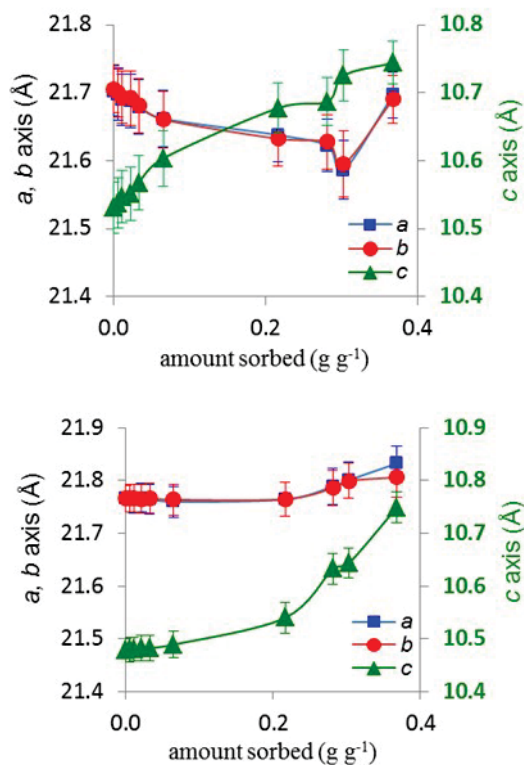 21.8
21.7
21.6
21.5
21.4
a, b axis (Å)
10.8
10.7
10.6
10.5
10.4
c axis (Å)
a
b
c
0.0 0.2 0.4
amount sorbed (g g⁻¹)
21.9
21.8
21.7
21.6
21.5
21.4
a, b axis (Å)
10.9
10.8
10.7
10.6
10.5
10.4
c axis (Å)
a
b
c
0.0 0.2 0.4
amount sorbed (g g⁻¹)